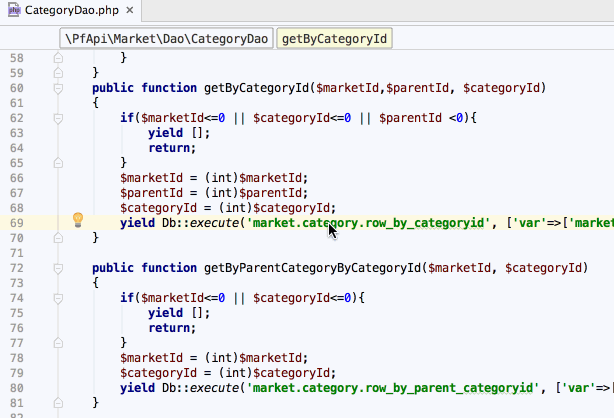 CategoryDao.php ×
\PfApi\Market\Dao\CategoryDao getByCategoryId
58 }
59 }
60 public function getByCategoryId($marketId,$parentId, $categoryId)
61 {
62 if($marketId<=0 || $categoryId<=0 || $parentId <0){
63 yield [];
64 return;
65 }
66 $marketId = (int)$marketId;
67 $parentId = (int)$parentId;
68 $categoryId = (int)$categoryId;
69 yield Db::execute('market.category.row_by_categoryid', ['var'=>['market
70 }
71
72 public function getByParentCategoryByCategoryId($marketId, $categoryId)
73 {
74 if($marketId<=0 || $categoryId<=0){
75 yield [];
76 return;
77 }
78 $marketId = (int)$marketId;
79 $categoryId = (int)$categoryId;
80 yield Db::execute('market.category.row_by_parent_categoryid', ['var'=>[
81 }
82